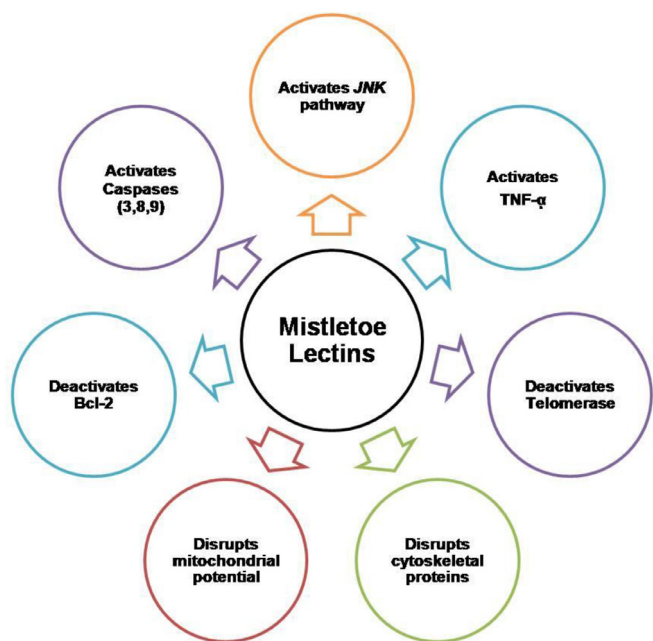 Activates JNK
pathway
Activates
TNF-α
Deactivates
Telomerase
Disrupts
cytoskeletal
proteins
Disrupts
mitochondrial
potential
Deactivates
Bcl-2
Activates
Caspases
(3,8,9)
Mistletoe
Lectins